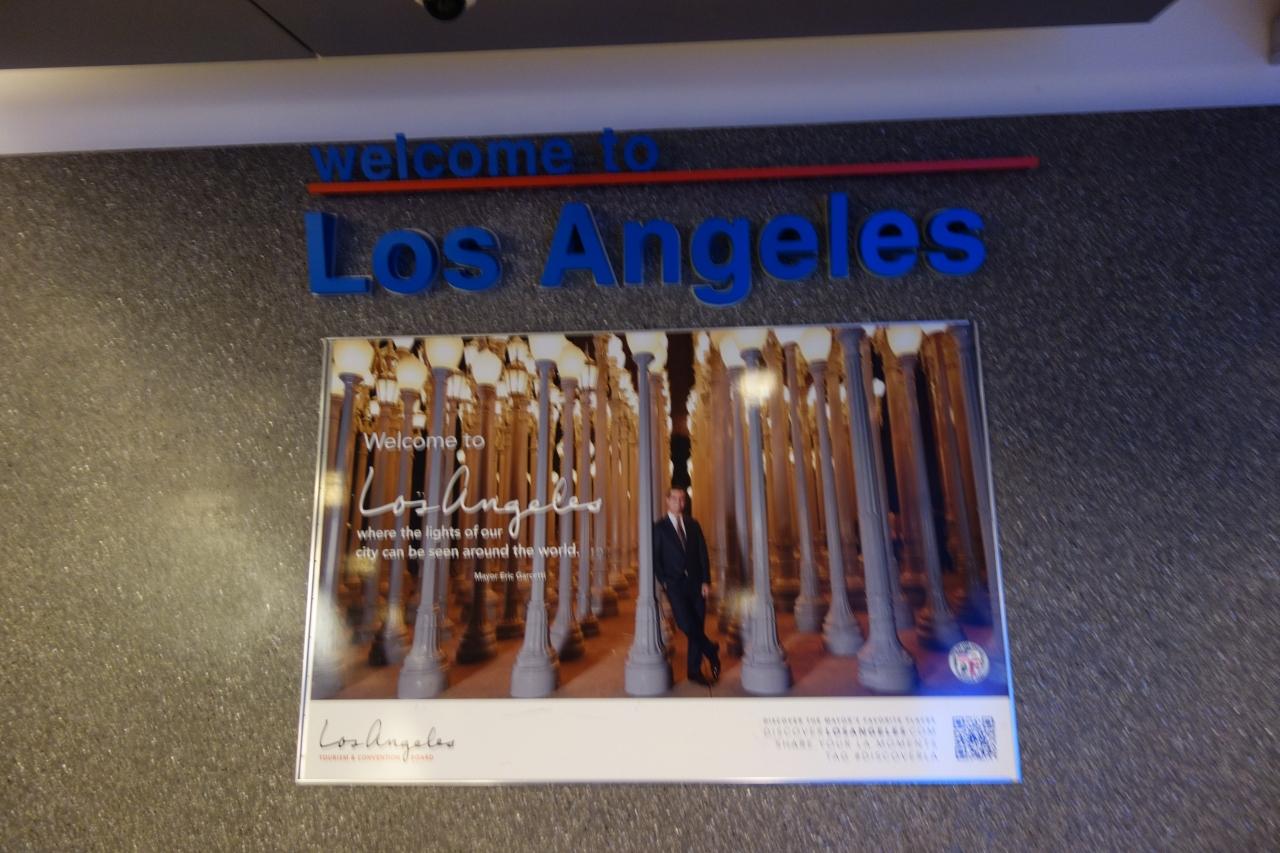 welcome to
Los Angeles
Welcome to
Los Angeles
where the lights of our
city can be seen around the world.
Mayor Eric Garcetti
Los Angeles
TOURISM & CONVENTION BOARD
DISCOVER THE MAYOR'S FAVORITE PLACES
DISCOVERLOSANGELES.COM
SHARE YOUR LA MOMENTS
TAG #DISCOVERLA